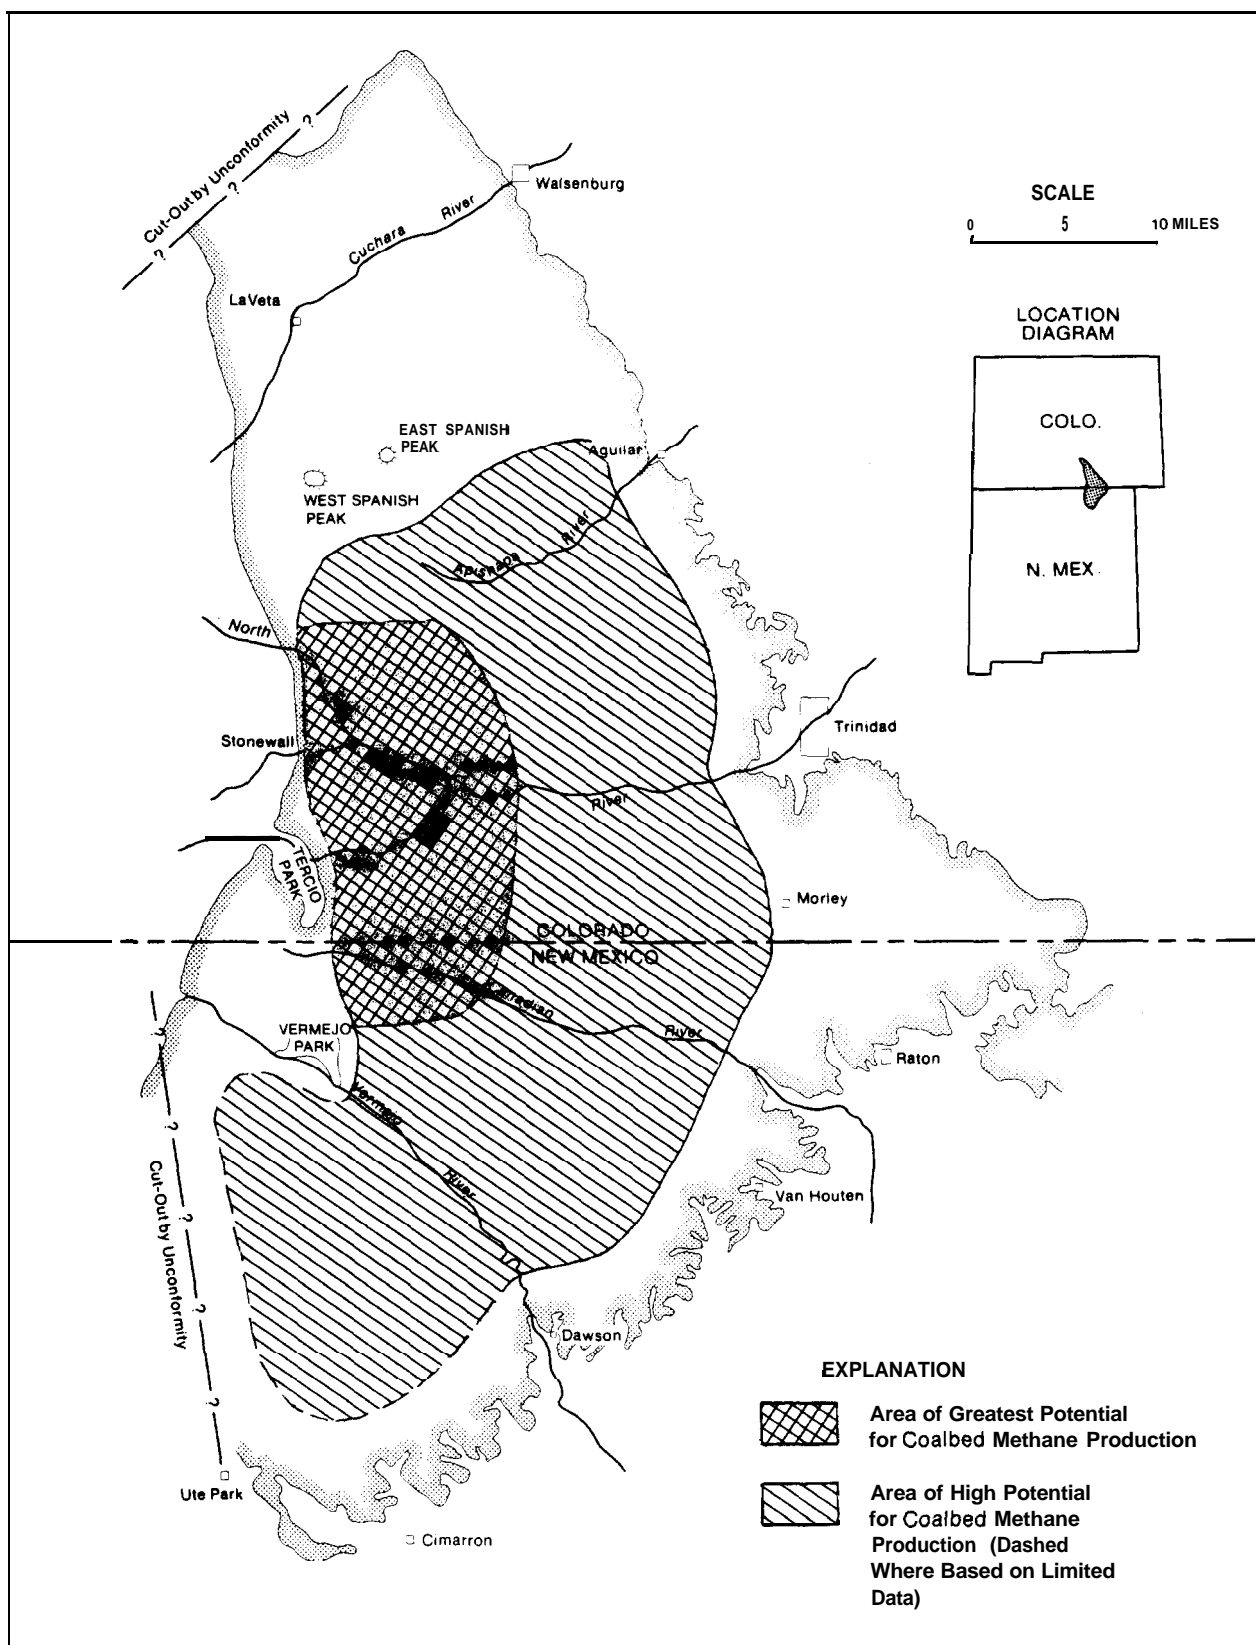 Cut-Out by Unconformity
?
?
?
?
Walsenburg
Cuchara
River
LaVeta
SCALE
0 5 10 MILES
LOCATION
DIAGRAM
COLO.
N. MEX.
EAST SPANISH
PEAK
WEST SPANISH
PEAK
Aguilar
Apishapa
River
North
Stonewall
Trinidad
River
TERCIO
PARK
Morley
COLORADO
NEW MEXICO
Canadian
River
VERMEJO
PARK
Raton
Vermejo
River
Van Houten
Cut-Out by Unconformity
?
?
?
?
?
Dawson
Ute Park
Cimarron
EXPLANATION
Area of Greatest Potential
for Coalbed Methane Production
Area of High Potential
for Coalbed Methane
Production (Dashed
Where Based on Limited
Data)